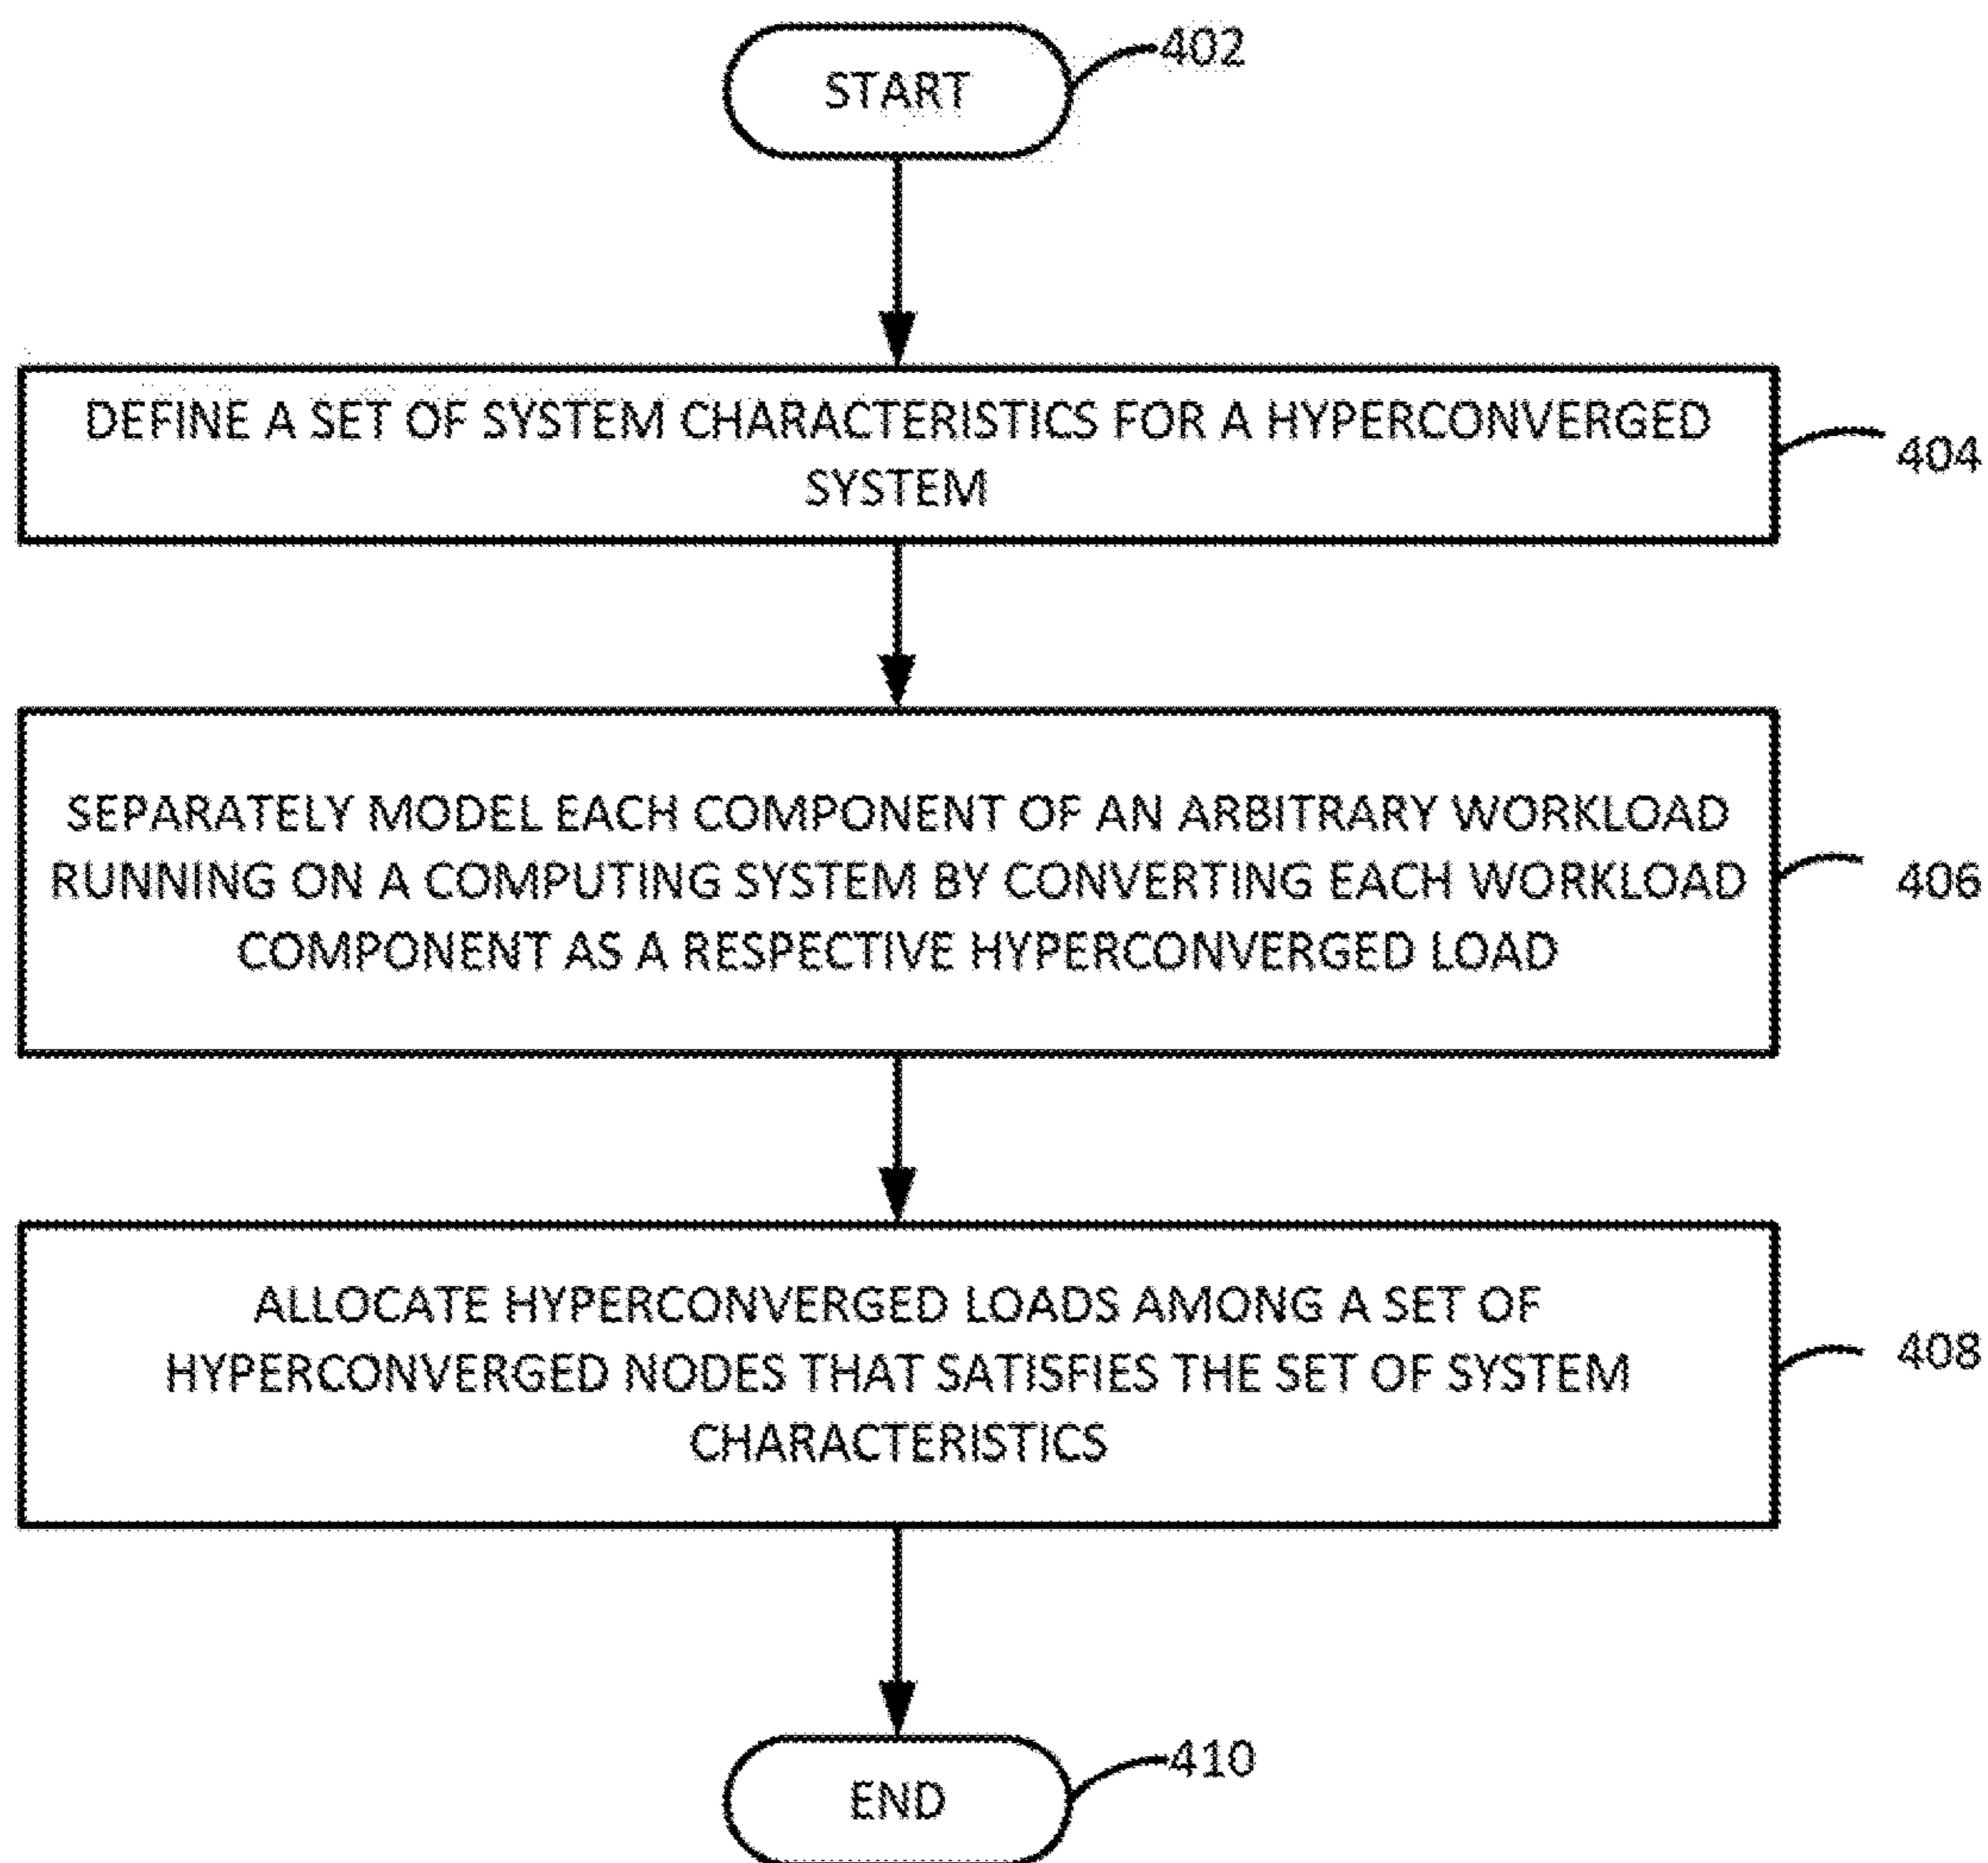 START
402
DEFINE A SET OF SYSTEM CHARACTERISTICS FOR A HYPERCONVERGED
SYSTEM
404
SEPARATELY MODEL EACH COMPONENT OF AN ARBITRARY WORKLOAD
RUNNING ON A COMPUTING SYSTEM BY CONVERTING EACH WORKLOAD
COMPONENT AS A RESPECTIVE HYPERCONVERGED LOAD
406
ALLOCATE HYPERCONVERGED LOADS AMONG A SET OF
HYPERCONVERGED NODES THAT SATISFIES THE SET OF SYSTEM
CHARACTERISTICS
408
END
410